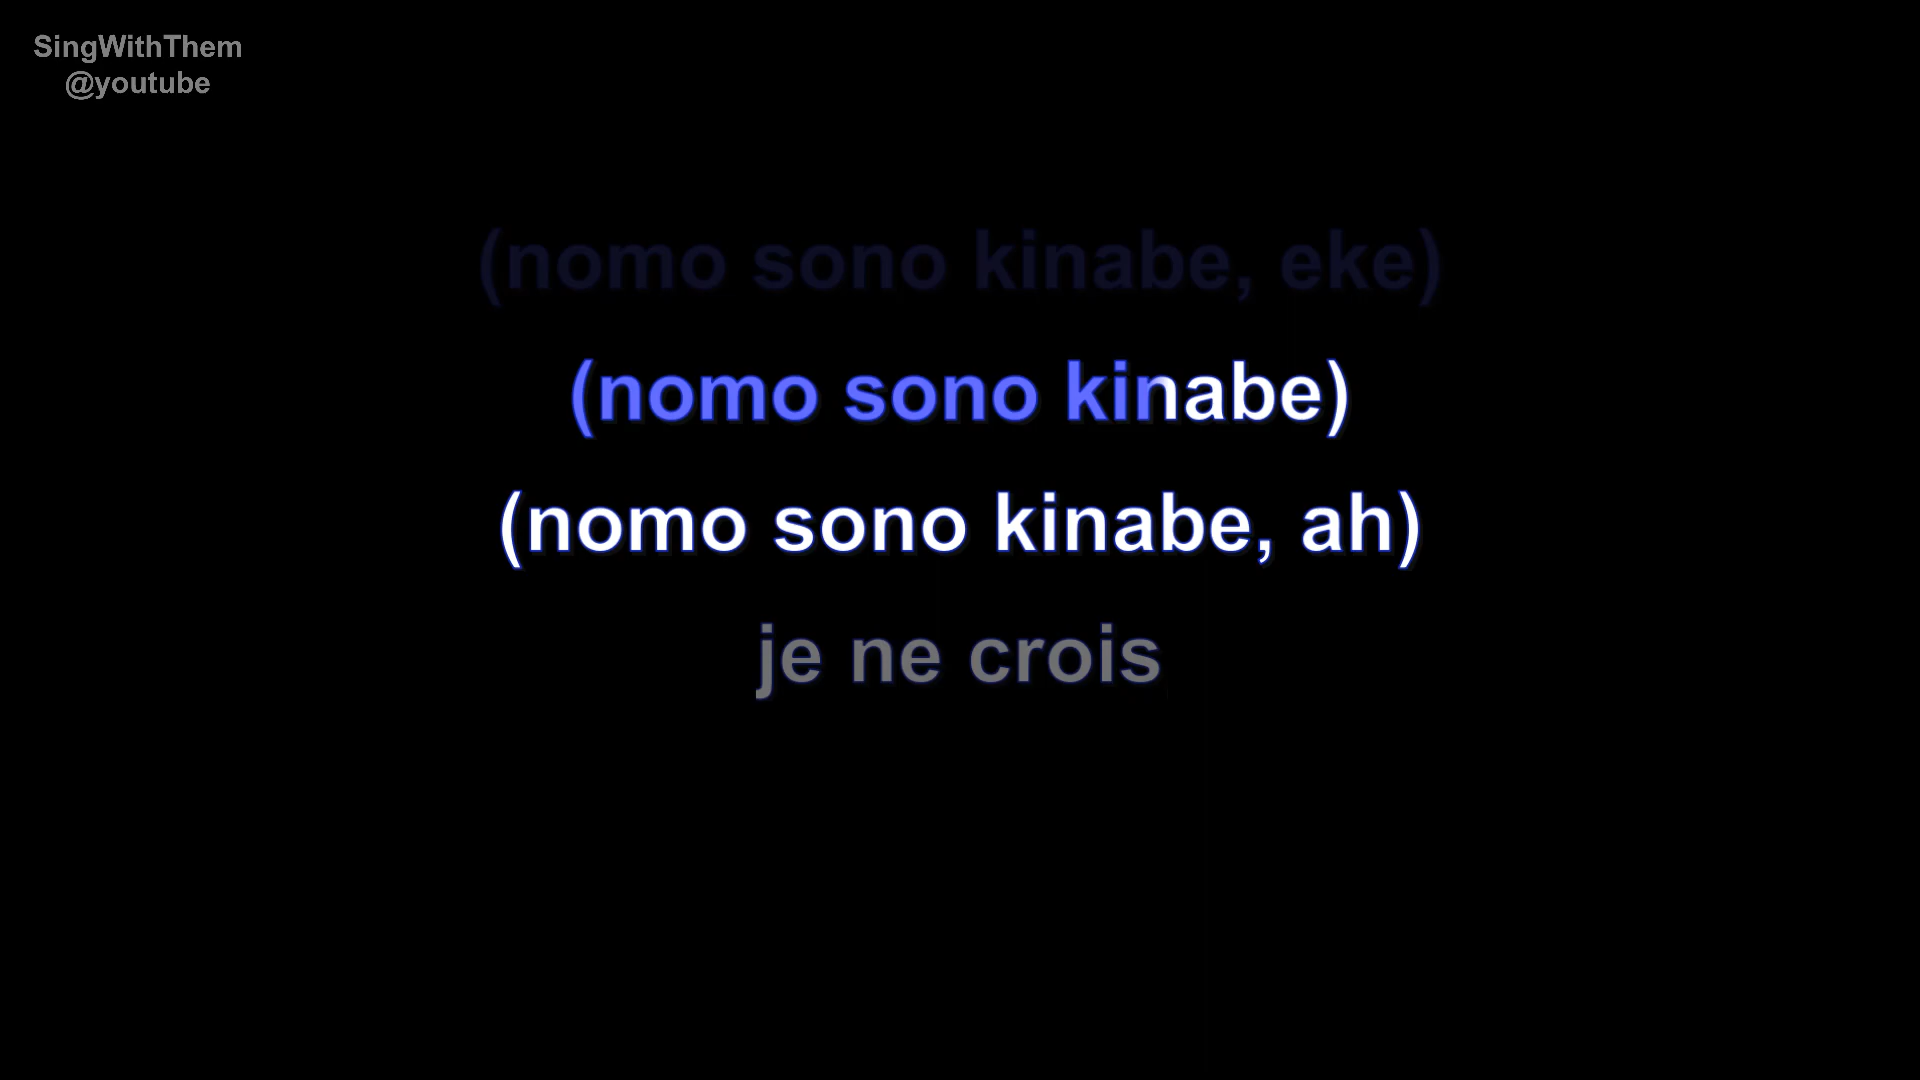 SingWithThem
@youtube
(nomo sono kinabe, eke)
(nomo sono kinabe)
(nomo sono kinabe, ah)
je ne crois